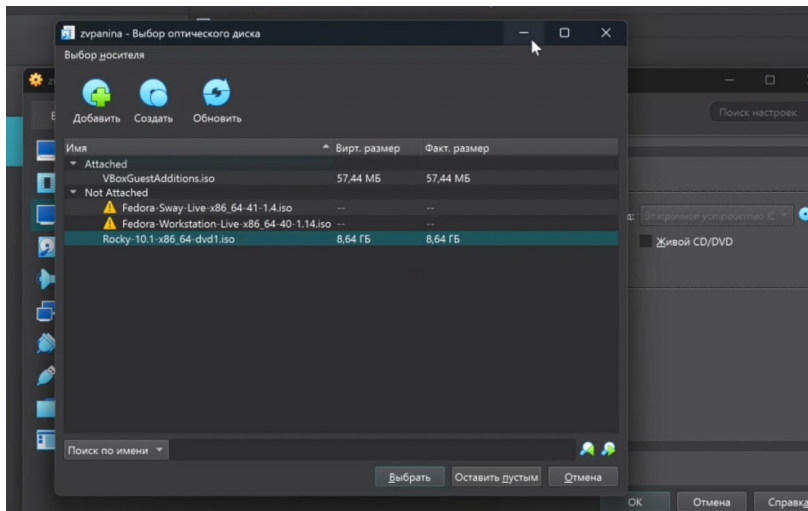 zvpanina - Выбор оптического диска
Выбор носителя
Добавить Создать Обновить
Имя Вирт. размер Факт. размер
Attached
VBoxGuestAdditions.iso 57,44 МБ 57,44 МБ
Not Attached
Fedora-Sway-Live-x86_64-41-1.4.iso -- --
Fedora-Workstation-Live-x86_64-40-1.14.iso -- --
Rocky-10.1-x86_64-dvd1.iso 8,64 ГБ 8,64 ГБ
Поиск по имени
Выбрать Оставить пустым Отмена
Поиск настроек
Вторичное устройство
Живой CD/DVD
OK Отмена Справка